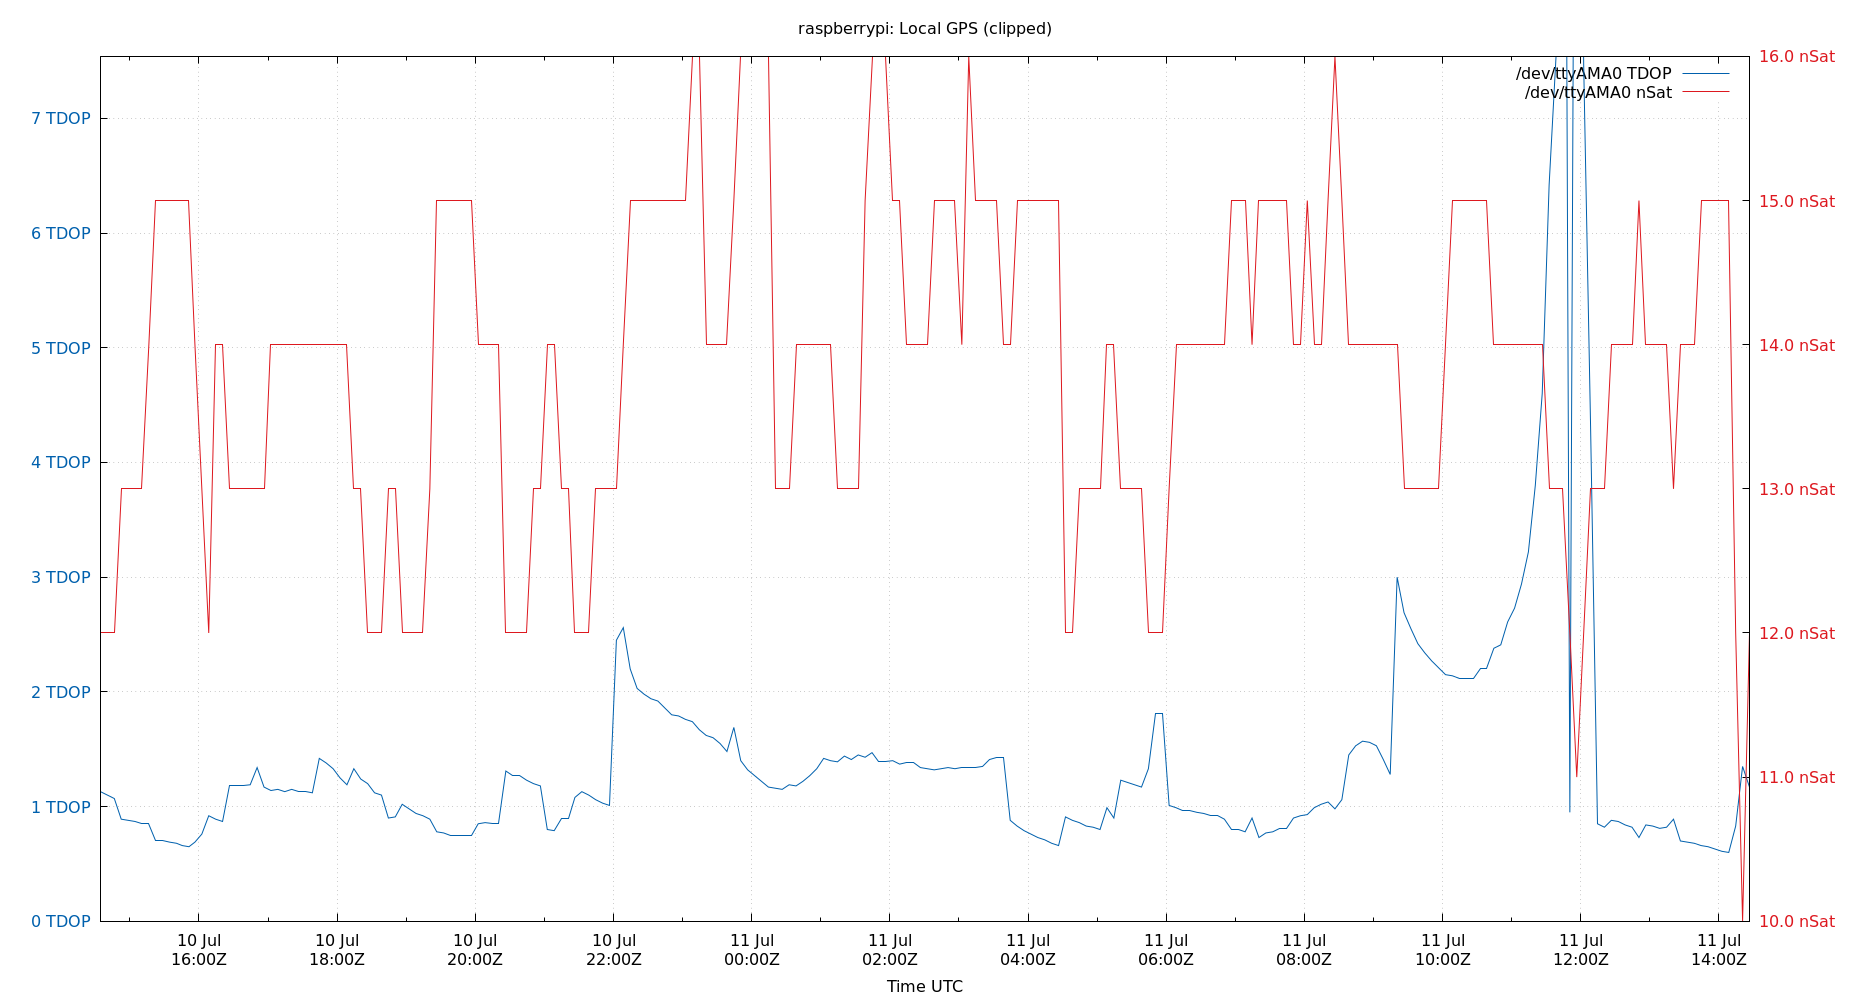 raspberrypi: Local GPS (clipped)
16.0 nSat
/dev/ttyAMA0 TDOP
/dev/ttyAMA0 nSat
7 TDOP
15.0 nSat
6 TDOP
5 TDOP
14.0 nSat
4 TDOP
13.0 nSat
3 TDOP
12.0 nSat
2 TDOP
11.0 nSat
1 TDOP
0 TDOP
10.0 nSat
10 Jul 10 Jul 10 Jul 10 Jul 11 Jul 11 Jul 11 Jul 11 Jul 11 Jul 11 Jul 11 Jul 11 Jul
16:00Z 18:00Z 20:00Z 22:00Z 00:00Z 02:00Z 04:00Z 06:00Z 08:00Z 10:00Z 12:00Z 14:00Z
Time UTC